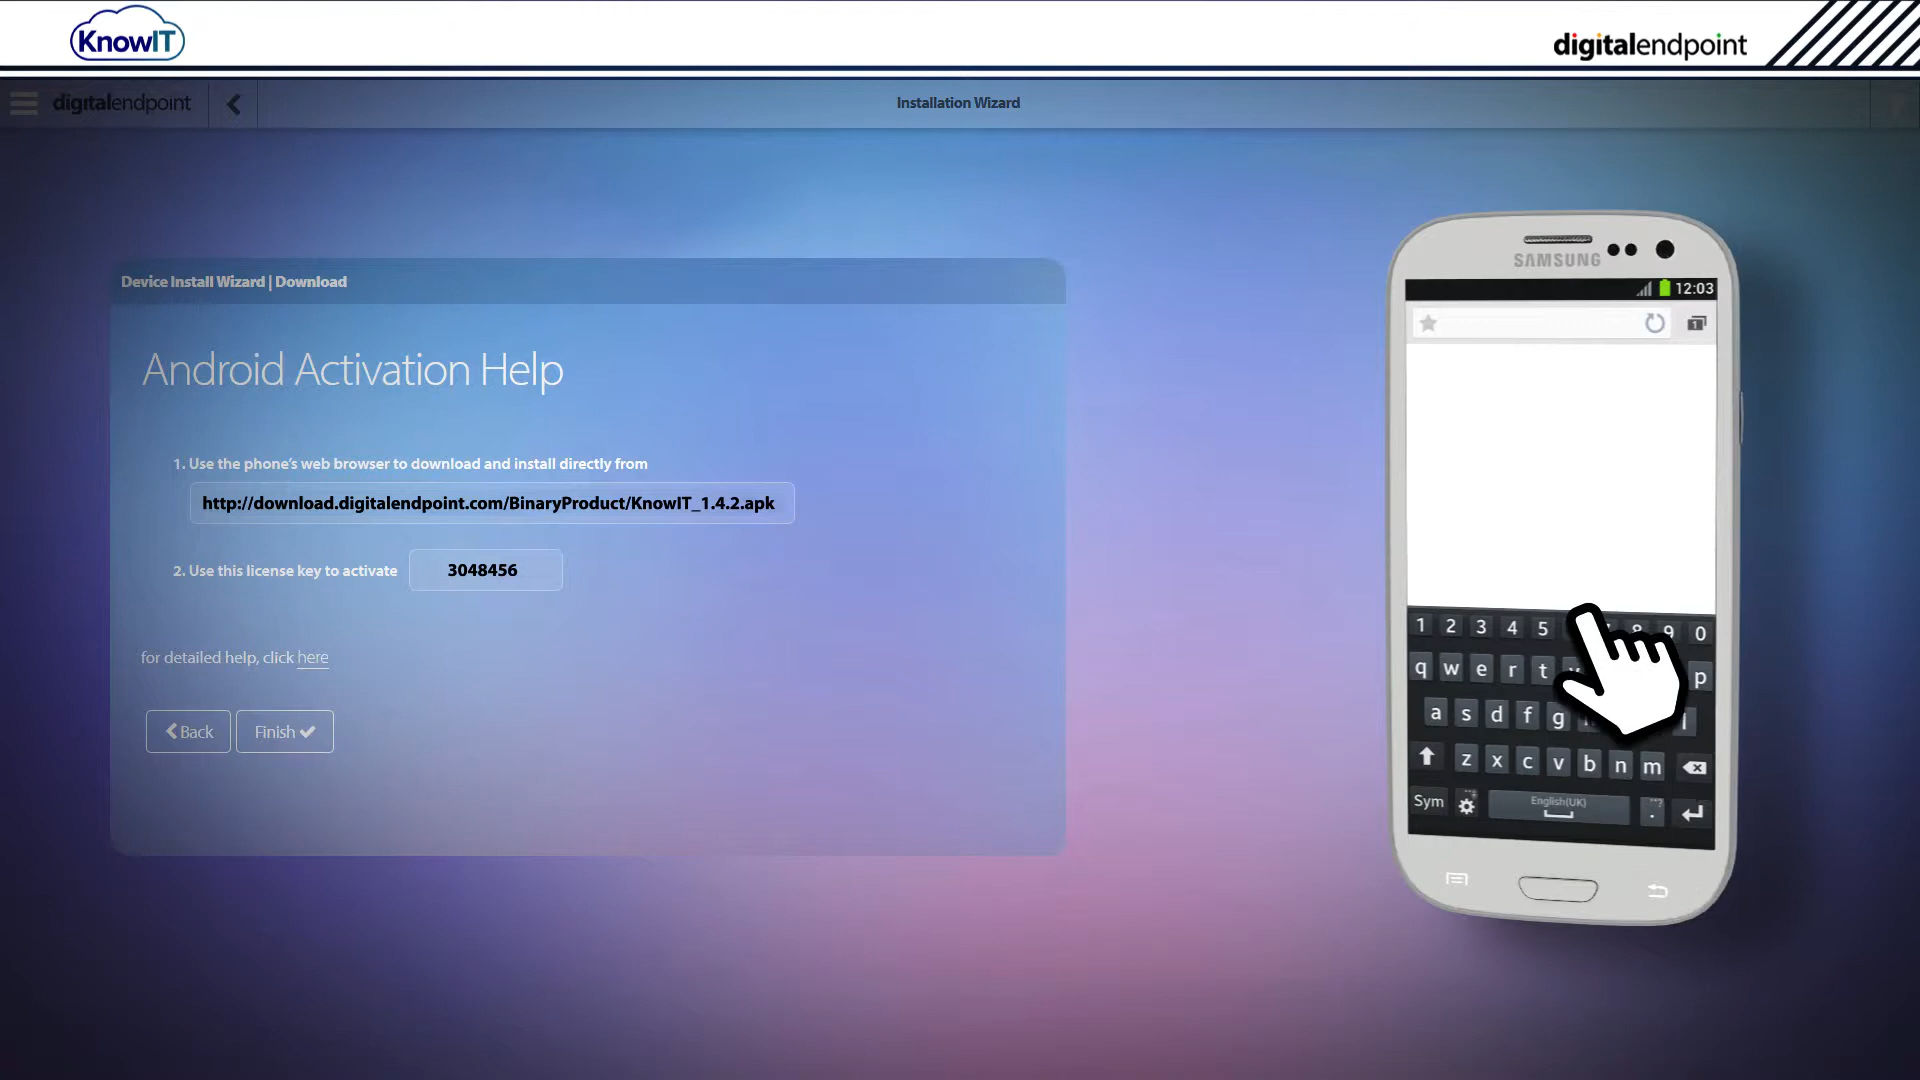 KnowIT
digitalendpoint
digitalendpoint
Installation Wizard
Device Install Wizard | Download
Android Activation Help
1. Use the phone's web browser to download and install directly from
http://download.digitalendpoint.com/BinaryProduct/KnowIT_1.4.2.apk
2. Use this license key to activate 3048456
for detailed help, click here
Back Finish
SAMSUNG
12:03
1
1 2 3 4 5 8 9 0
q w e r t p
a s d f g
z x c v b n m
Sym English(UK) .